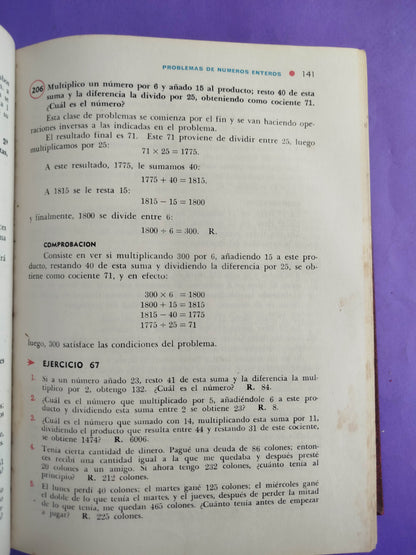 PROBLEMAS DE NUMEROS ENTEROS ● 141
206 Multiplico un número por 6 y añado 15 al producto; resto 40 de esta
suma y la diferencia la divido por 25, obteniendo como cociente 71.
¿Cuál es el número?
Esta clase de problemas se comienza por el fin y se van haciendo ope-
raciones inversas a las indicadas en el problema.
El resultado final es 71. Este 71 proviene de dividir entre 25, luego
multiplicamos por 25:
71 × 25 = 1775.
A este resultado, 1775, le sumamos 40:
1775 + 40 = 1815.
A 1815 se le resta 15:
1815 − 15 = 1800
y finalmente, 1800 se divide entre 6:
1800 ÷ 6 = 300. R.
COMPROBACION
Consiste en ver si multiplicando 300 por 6, añadiendo 15 a este pro-
ducto, restando 40 de esta suma y dividiendo la diferencia por 25, se ob-
tiene como cociente 71, y en efecto:
300 × 6 = 1800
1800 + 15 = 1815
1815 − 40 = 1775
1775 ÷ 25 = 71
luego, 300 satisface las condiciones del problema.
EJERCICIO 67
1. Si a un número añado 23, resto 41 de esta suma y la diferencia la mul-
tiplico por 2, obtengo 132. ¿Cuál es el número? R. 84.
2. ¿Cuál es el número que multiplicado por 5, añadiéndole 6 a este pro-
ducto y dividiendo esta suma entre 2 se obtiene 23? R. 8.
3. ¿Cuál es el número que sumado con 14, multiplicando esta suma por 11,
dividiendo el producto que resulta entre 44 y restando 31 de este cociente,
se obtiene 1474? R. 6006.
4. Tenía cierta cantidad de dinero. Pagué una deuda de 86 colones; enton-
ces recibí una cantidad igual a la que me quedaba y después presté
20 colones a un amigo. Si ahora tengo 232 colones, ¿cuánto tenía al
principio? R. 212 colones.
5. El lunes perdí 40 colones; el martes gané 125 colones; el miércoles gané
el doble de lo que tenía el martes, y el jueves, después de perder la mitad
de lo que tenía, me quedan 465 colones. ¿Cuánto tenía antes de empezar
a jugar? R. 225 colones.